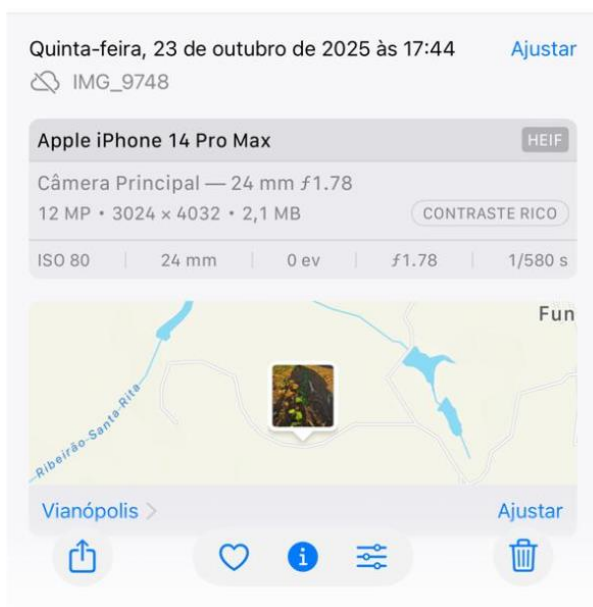 Quinta-feira, 23 de outubro de 2025 às 17:44 Ajustar
IMG_9748
Apple iPhone 14 Pro Max HEIF
Câmera Principal — 24 mm ƒ1.78
12 MP • 3024 × 4032 • 2,1 MB CONTRASTE RICO
ISO 80 24 mm 0 ev ƒ1.78 1/580 s
Fun
Ribeirão-Santa-Rita
Vianópolis Ajustar